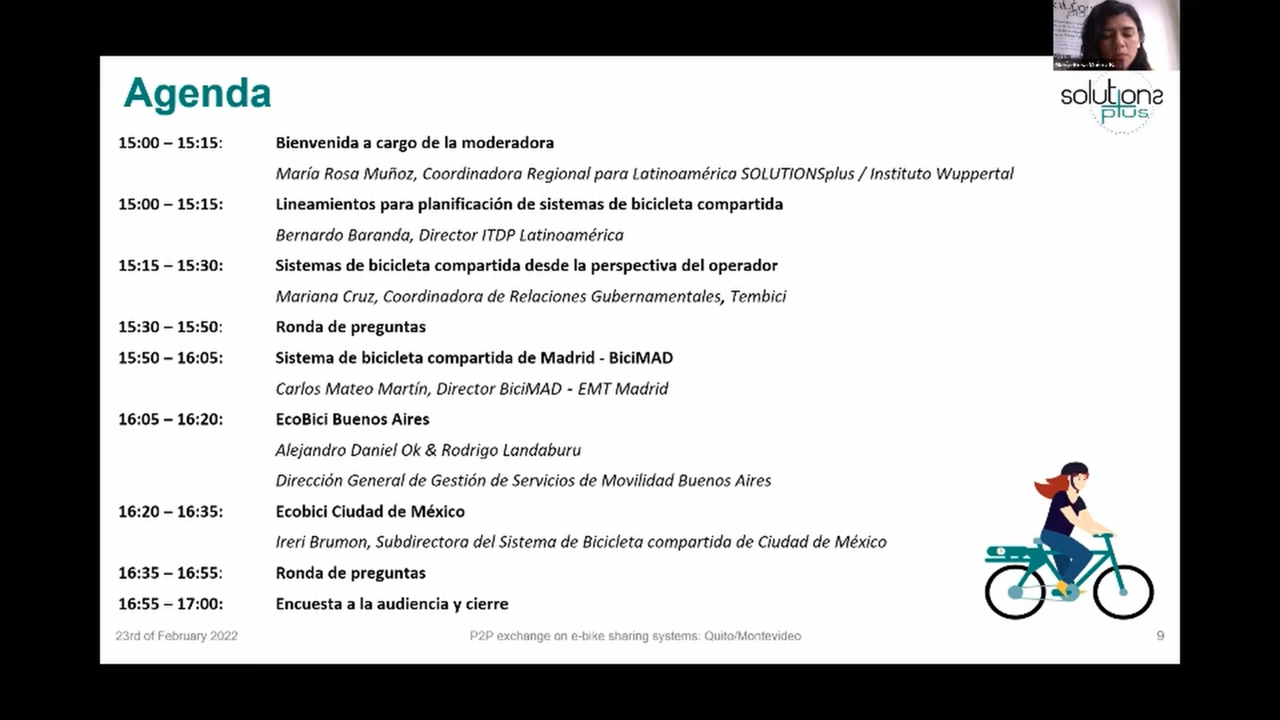 solutions
plus
Agenda
15:00 – 15:15: Bienvenida a cargo de la moderadora
María Rosa Muñoz, Coordinadora Regional para Latinoamérica SOLUTIONSplus / Instituto Wuppertal
15:00 – 15:15: Lineamientos para planificación de sistemas de bicicleta compartida
Bernardo Baranda, Director ITDP Latinoamérica
15:15 – 15:30: Sistemas de bicicleta compartida desde la perspectiva del operador
Mariana Cruz, Coordinadora de Relaciones Gubernamentales, Tembici
15:30 – 15:50: Ronda de preguntas
15:50 – 16:05: Sistema de bicicleta compartida de Madrid - BiciMAD
Carlos Mateo Martín, Director BiciMAD - EMT Madrid
16:05 – 16:20: EcoBici Buenos Aires
Alejandro Daniel Ok & Rodrigo Landaburu
Dirección General de Gestión de Servicios de Movilidad Buenos Aires
16:20 – 16:35: Ecobici Ciudad de México
Ireri Brumon, Subdirectora del Sistema de Bicicleta compartida de Ciudad de México
16:35 – 16:55: Ronda de preguntas
16:55 – 17:00: Encuesta a la audiencia y cierre
23rd of February 2022 P2P exchange on e-bike sharing systems: Quito/Montevideo 9